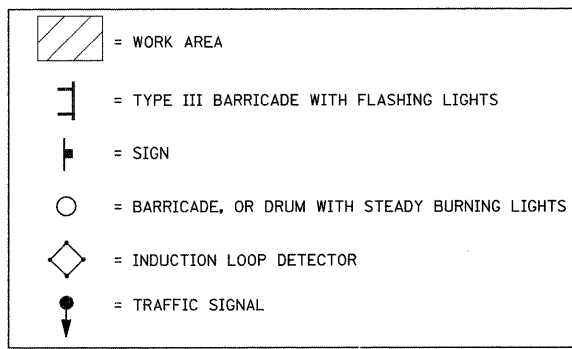 = WORK AREA
= TYPE III BARRICADE WITH FLASHING LIGHTS
= SIGN
= BARRICADE, OR DRUM WITH STEADY BURNING LIGHTS
= INDUCTION LOOP DETECTOR
= TRAFFIC SIGNAL